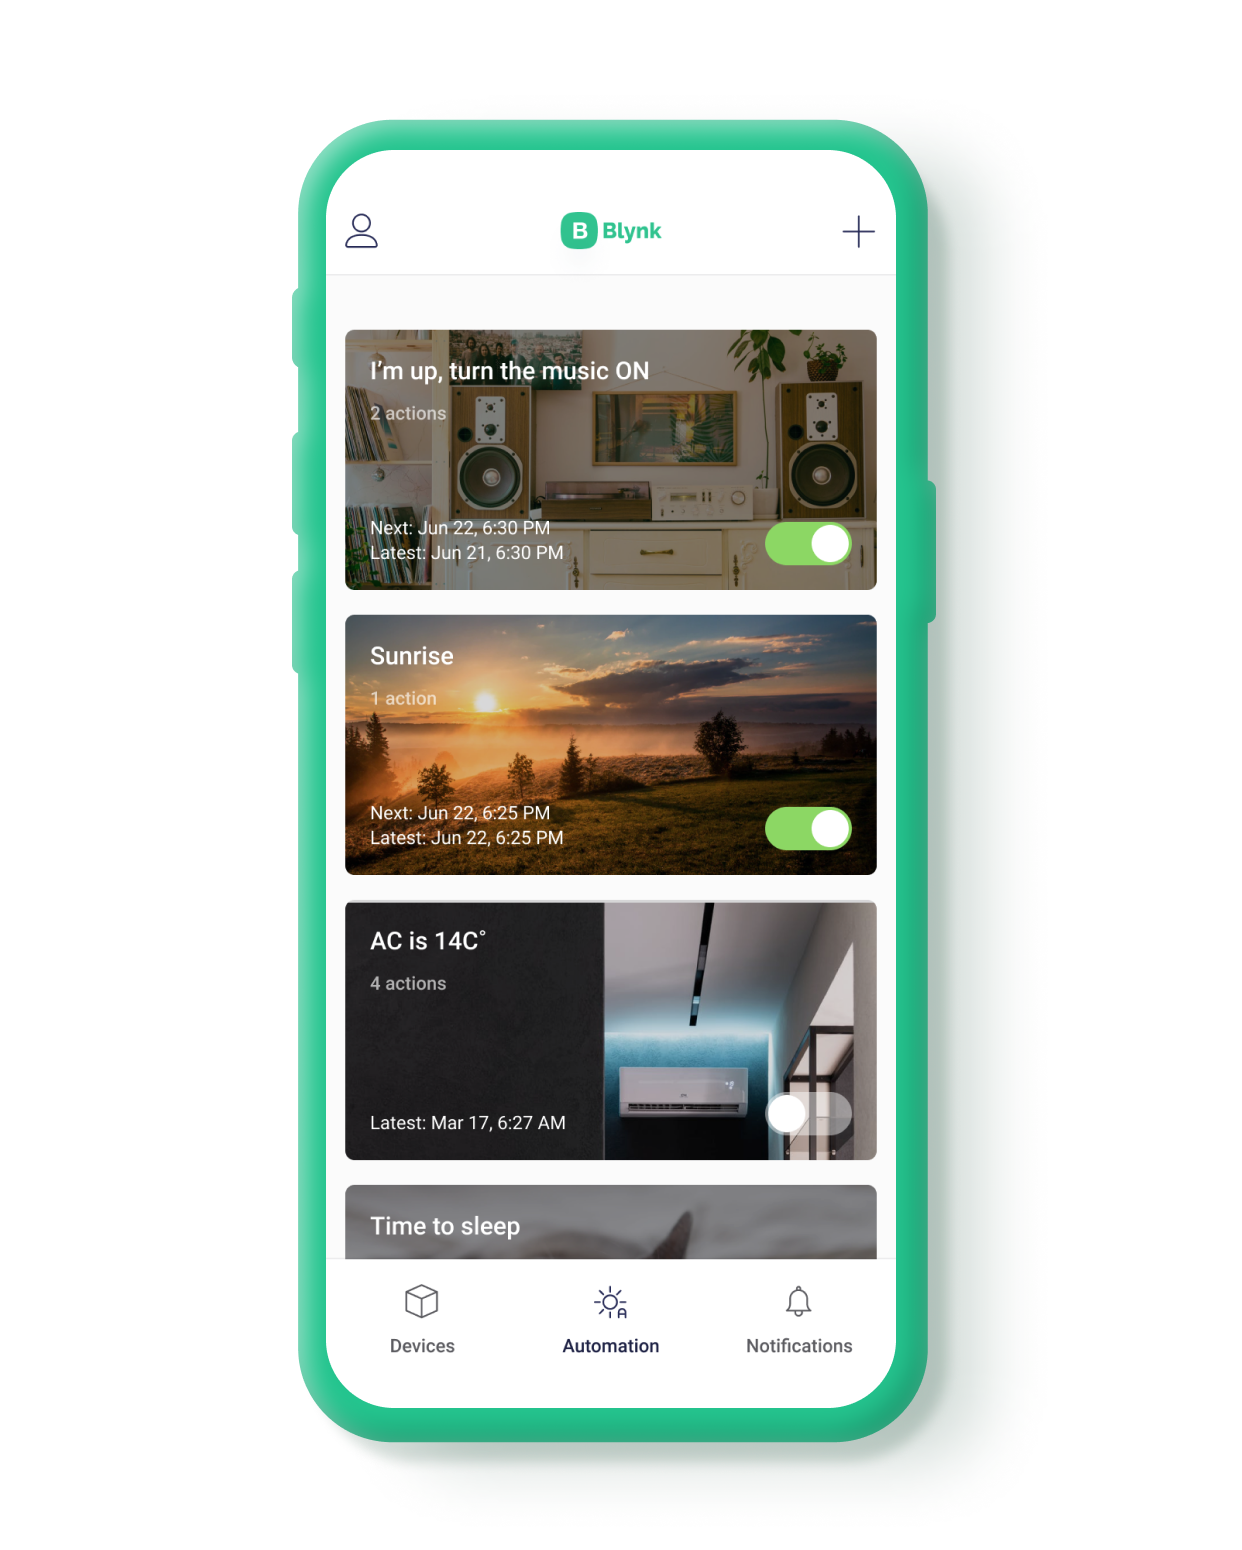 B Blynk
I'm up, turn the music ON
2 actions
Next: Jun 22, 6:30 PM
Latest: Jun 21, 6:30 PM
Sunrise
1 action
Next: Jun 22, 6:25 PM
Latest: Jun 22, 6:25 PM
AC is 14C˚
4 actions
Latest: Mar 17, 6:27 AM
Time to sleep
Devices
Automation
Notifications